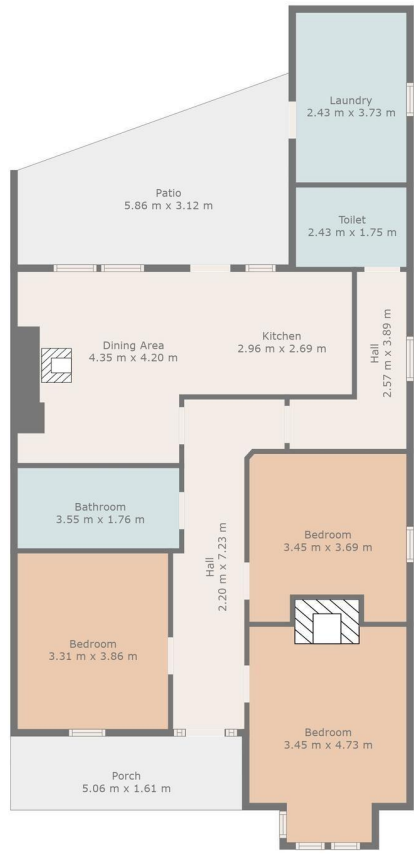 Laundry
2.43 m x 3.73 m
Patio
5.86 m x 3.12 m
Toilet
2.43 m x 1.75 m
Dining Area
4.35 m x 4.20 m
Kitchen
2.96 m x 2.69 m
Hall
2.57 m x 3.89 m
Bathroom
3.55 m x 1.76 m
Hall
2.20 m x 7.23 m
Bedroom
3.45 m x 3.69 m
Bedroom
3.31 m x 3.86 m
Bedroom
3.45 m x 4.73 m
Porch
5.06 m x 1.61 m